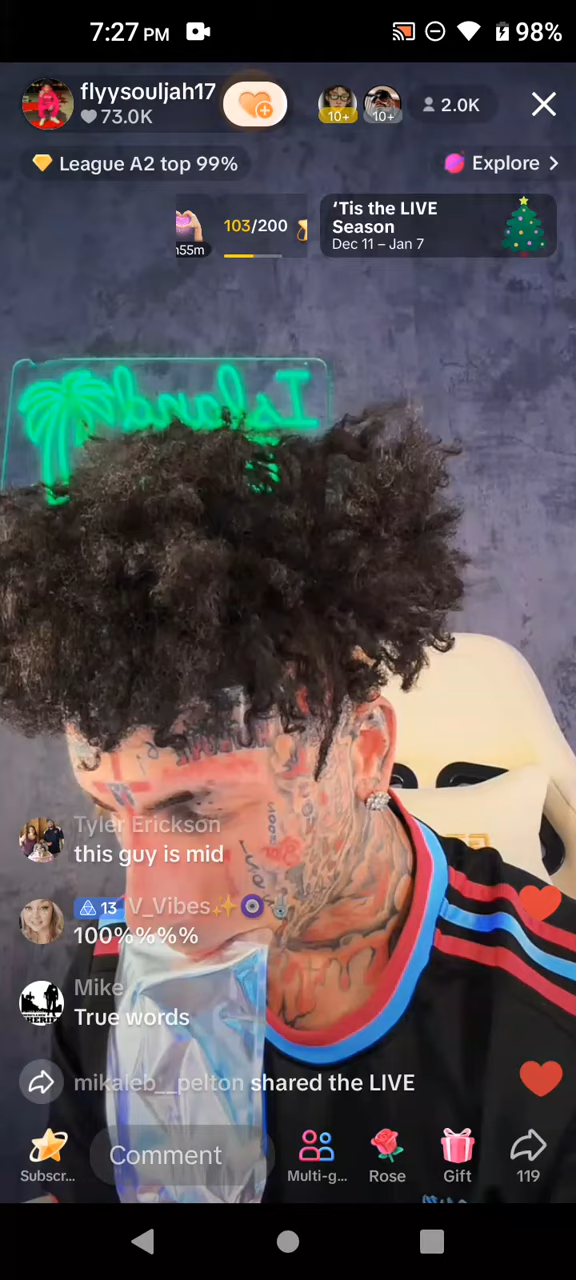 7:27 PM
98%
flyysouljah17
73.0K
10+
10+
2.0K
League A2 top 99%
Explore >
55m
103/200
'Tis the LIVE
Season
Dec 11 – Jan 7
Island
Tyler Erickson
this guy is mid
13 V_Vibes
100%%%%
Mike
True words
mikaleb__pelton shared the LIVE
Comment
Subscr...
Multi-g...
Rose
Gift
119